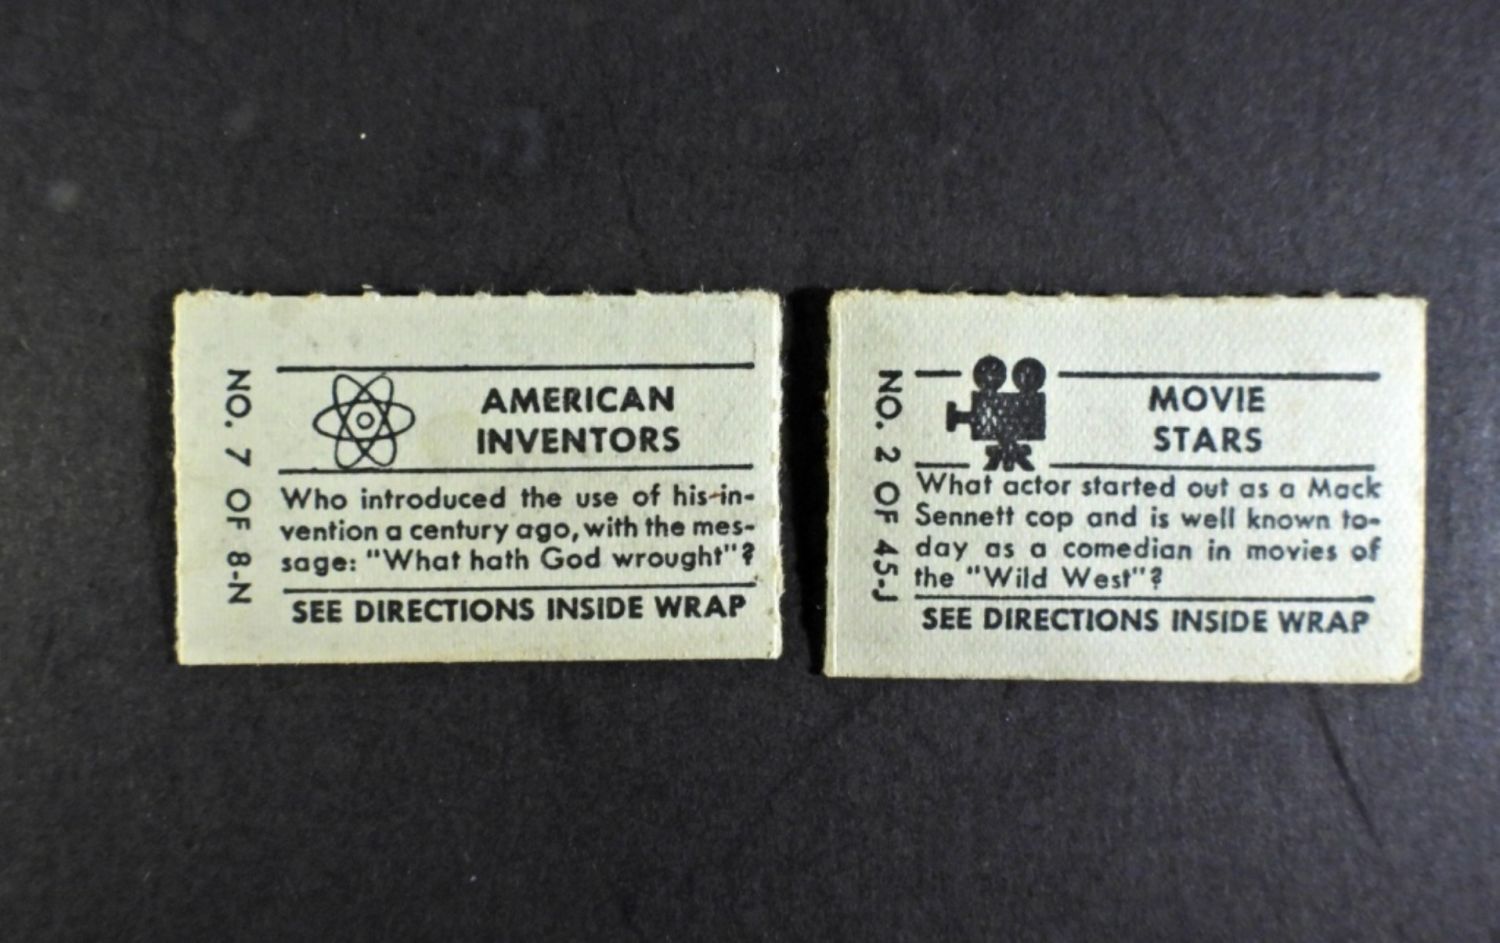 NO. 7 OF 8-N
AMERICAN
INVENTORS
Who introduced the use of his in-
vention a century ago, with the mes-
sage: "What hath God wrought"?
SEE DIRECTIONS INSIDE WRAP
NO. 2 OF 45-J
MOVIE
STARS
What actor started out as a Mack
Sennett cop and is well known to-
day as a comedian in movies of
the "Wild West"?
SEE DIRECTIONS INSIDE WRAP